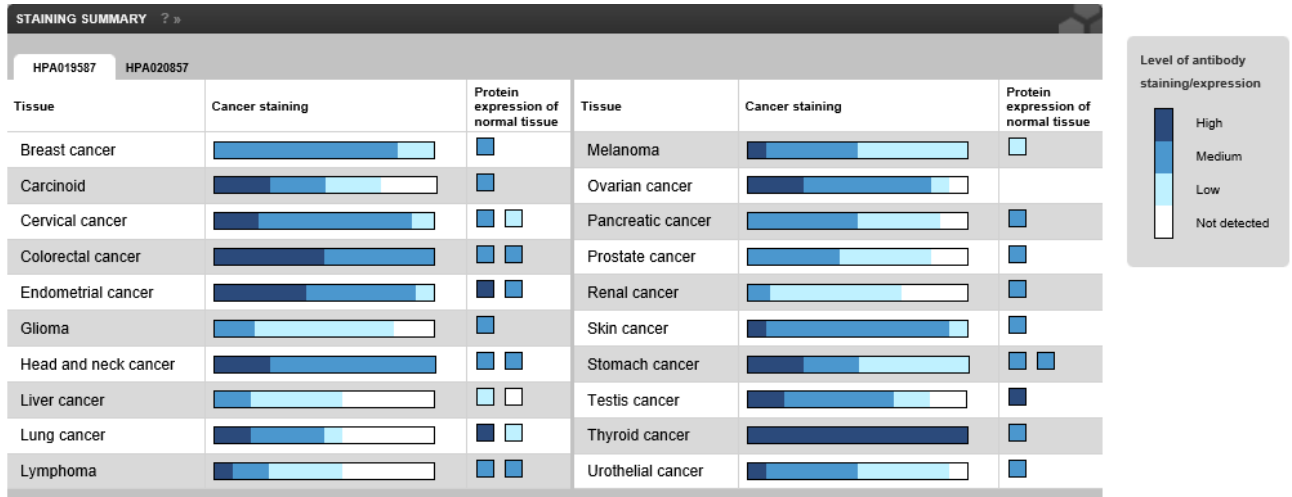 STAINING SUMMARY ? »
HPA019587 HPA020857
Tissue Cancer staining Protein expression of normal tissue Tissue Cancer staining Protein expression of normal tissue
Breast cancer Melanoma
Carcinoid Ovarian cancer
Cervical cancer Pancreatic cancer
Colorectal cancer Prostate cancer
Endometrial cancer Renal cancer
Glioma Skin cancer
Head and neck cancer Stomach cancer
Liver cancer Testis cancer
Lung cancer Thyroid cancer
Lymphoma Urothelial cancer
Level of antibody
staining/expression
High
Medium
Low
Not detected